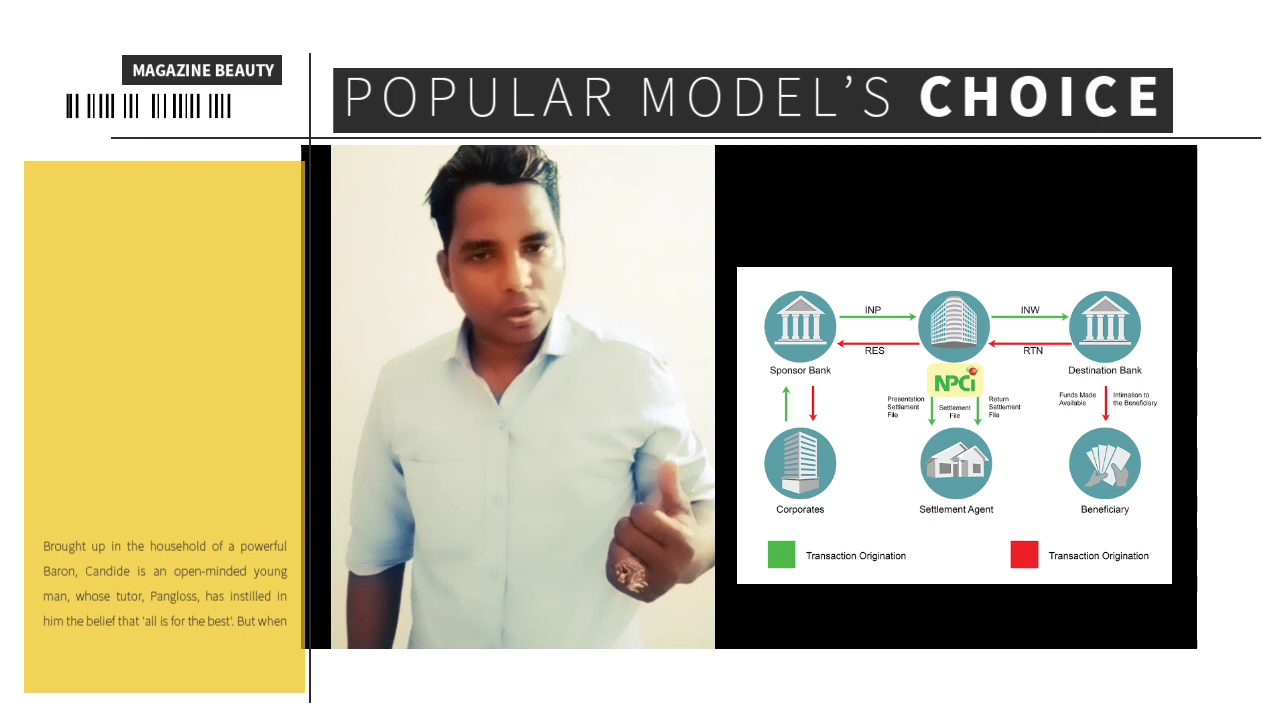 MAGAZINE BEAUTY
POPULAR MODEL'S CHOICE
INP
INW
RES
RTN
Sponsor Bank
Destination Bank
NPCi
Presentation
Settlement
File
Settlement
File
Return
Settlement
File
Funds Made
Available
Intimation to
the Beneficiary
Corporates
Settlement Agent
Beneficiary
Transaction Origination
Transaction Origination
Brought up in the household of a powerful
Baron, Candide is an open-minded young
man, whose tutor, Pangloss, has instilled in
him the belief that 'all is for the best'. But when